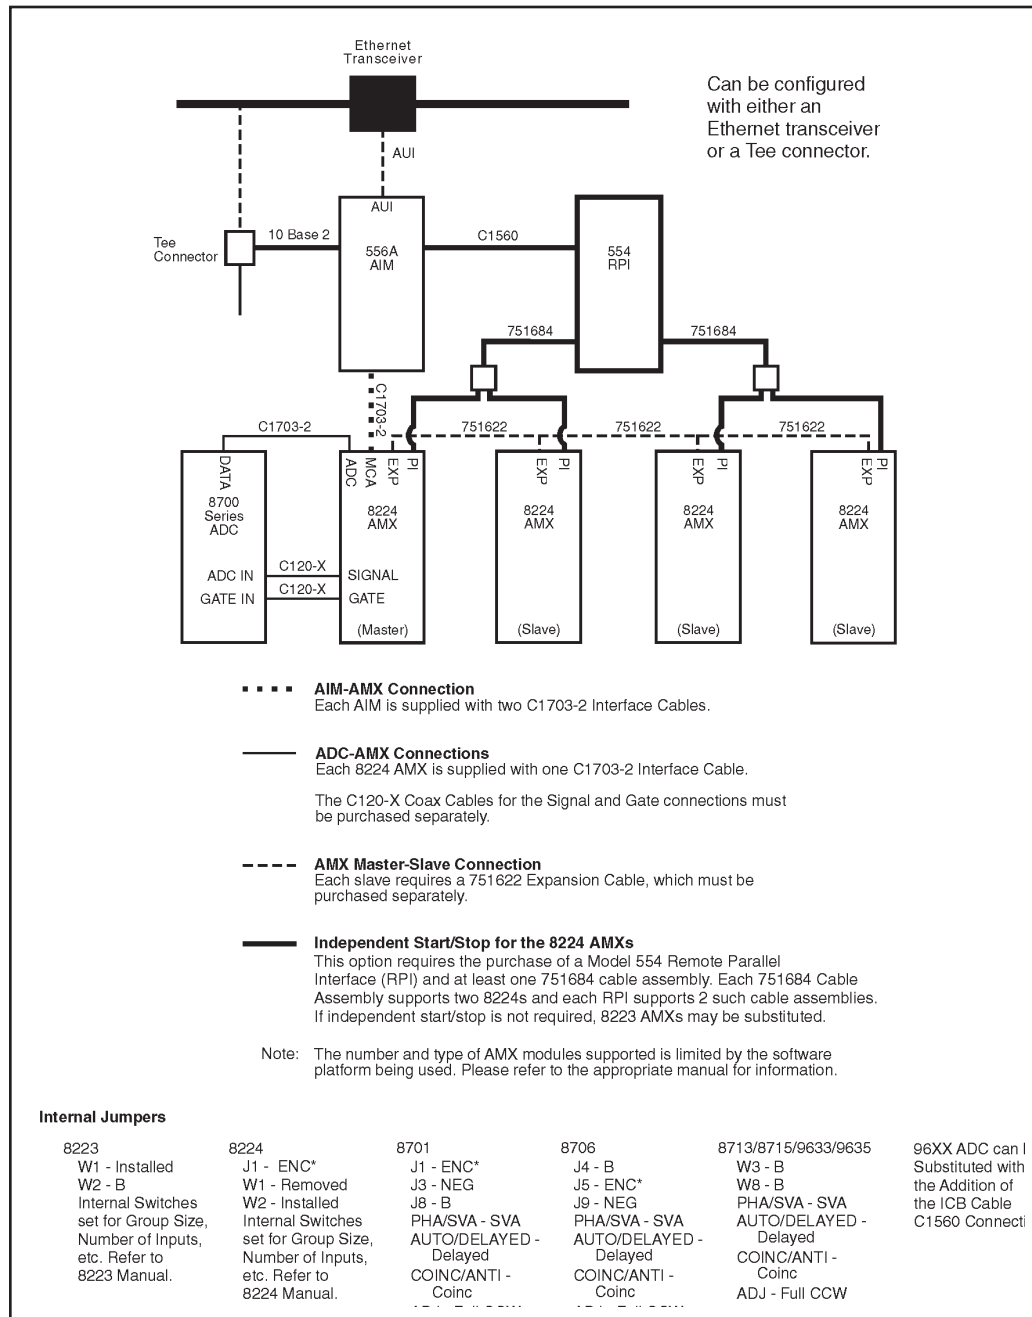 Ethernet
Transceiver
Can be configured
with either an
Ethernet transceiver
or a Tee connector.
AUI
AUI
10 Base 2
C1560
Tee
Connector
556A
AIM
554
RPI
751684
751684
C1703-2
C1703-2
751622
751622
751622
DATA
ADC
MCA
EXP
PI
EXP
PI
EXP
PI
EXP
PI
8700
Series
ADC
8224
AMX
8224
AMX
8224
AMX
8224
AMX
ADC IN
C120-X
SIGNAL
GATE IN
C120-X
GATE
(Master)
(Slave)
(Slave)
(Slave)
AIM-AMX Connection
Each AIM is supplied with two C1703-2 Interface Cables.
ADC-AMX Connections
Each 8224 AMX is supplied with one C1703-2 Interface Cable.
The C120-X Coax Cables for the Signal and Gate connections must
be purchased separately.
AMX Master-Slave Connection
Each slave requires a 751622 Expansion Cable, which must be
purchased separately.
Independent Start/Stop for the 8224 AMXs
This option requires the purchase of a Model 554 Remote Parallel
Interface (RPI) and at least one 751684 cable assembly. Each 751684 Cable
Assembly supports two 8224s and each RPI supports 2 such cable assemblies.
If independent start/stop is not required, 8223 AMXs may be substituted.
Note: The number and type of AMX modules supported is limited by the software
platform being used. Please refer to the appropriate manual for information.
Internal Jumpers
8223
W1 - Installed
W2 - B
Internal Switches
set for Group Size,
Number of Inputs,
etc. Refer to
8223 Manual.
8224
J1 - ENC*
W1 - Removed
W2 - Installed
Internal Switches
set for Group Size,
Number of Inputs,
etc. Refer to
8224 Manual.
8701
J1 - ENC*
J3 - NEG
J8 - B
PHA/SVA - SVA
AUTO/DELAYED -
Delayed
COINC/ANTI -
Coinc
8706
J4 - B
J5 - ENC*
J9 - NEG
PHA/SVA - SVA
AUTO/DELAYED -
Delayed
COINC/ANTI -
Coinc
8713/8715/9633/9635
W3 - B
W8 - B
PHA/SVA - SVA
AUTO/DELAYED -
Delayed
COINC/ANTI -
Coinc
ADJ - Full CCW
96XX ADC can
Substituted with
the Addition of
the ICB Cable
C1560 Connecti